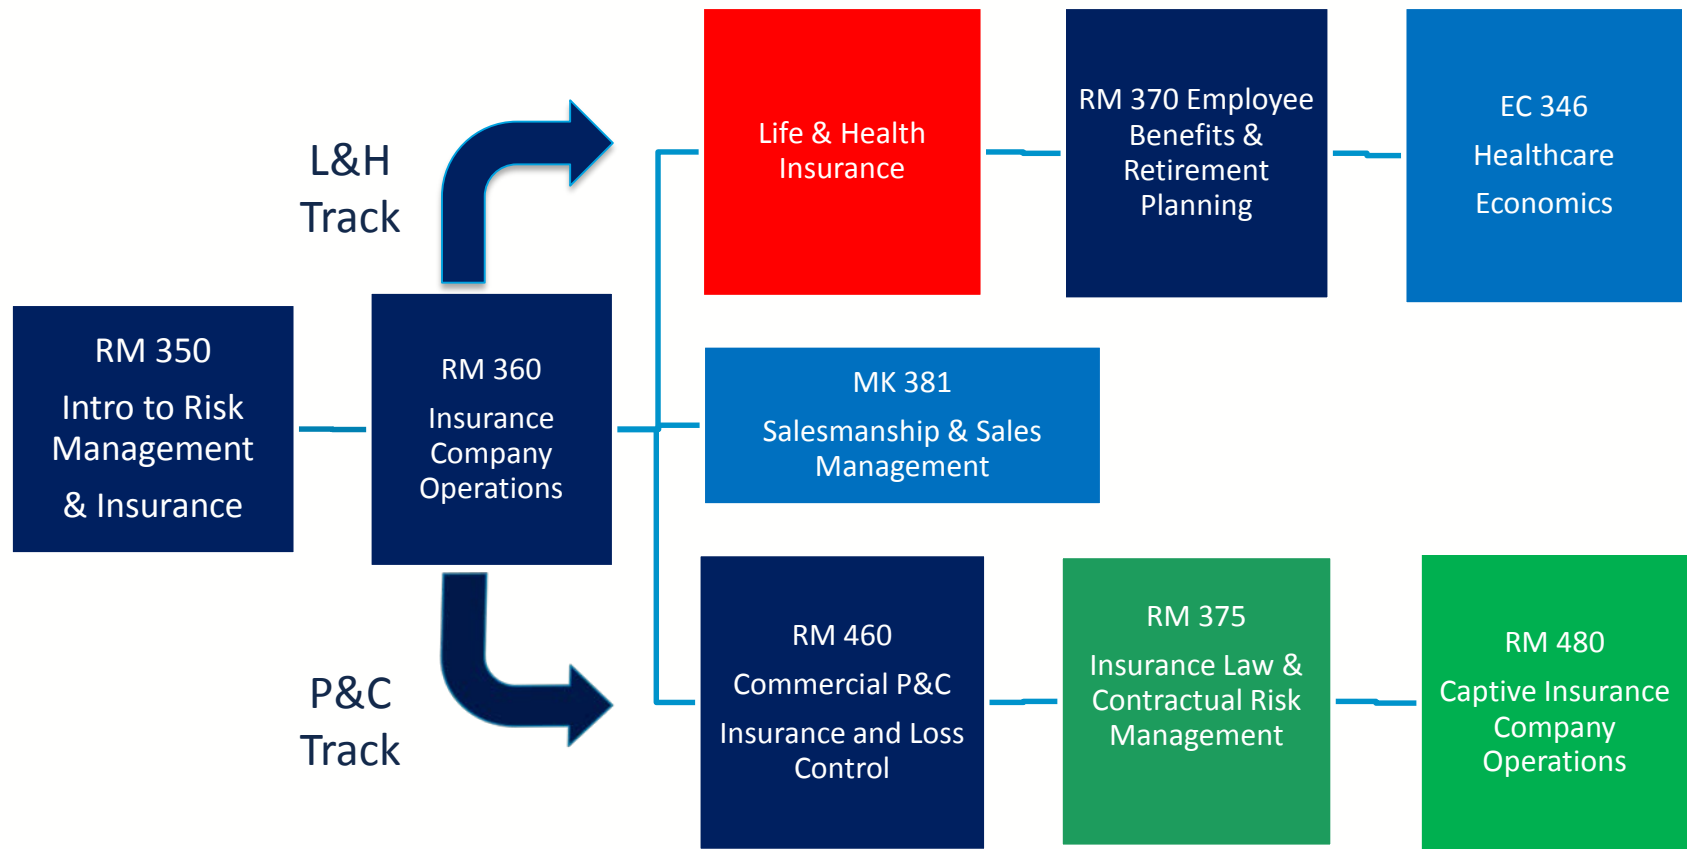 L&H
Track
RM 350
Intro to Risk
Management
& Insurance
RM 360
Insurance
Company
Operations
P&C
Track
Life & Health
Insurance
RM 370 Employee
Benefits &
Retirement
Planning
EC 346
Healthcare
Economics
MK 381
Salesmanship & Sales
Management
RM 460
Commercial P&C
Insurance and Loss
Control
RM 375
Insurance Law &
Contractual Risk
Management
RM 480
Captive Insurance
Company
Operations